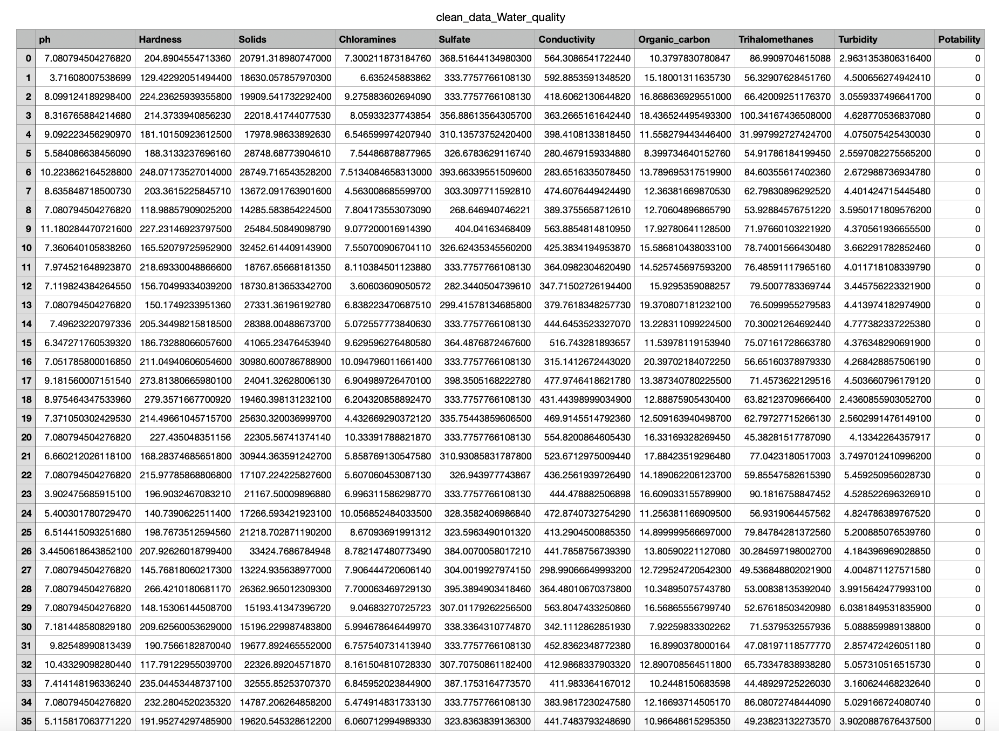 clean_data_Water_quality
ph Hardness Solids Chloramines Sulfate Conductivity Organic_carbon Trihalomethanes Turbidity Potability
0 7.080794504276820 204.8904554713360 20791.318980747000 7.300211873184760 368.51644134980300 564.3086541722440 10.3797830780847 86.9909704615088 2.9631353806316400 0
1 3.71608007538699 129.42292051494400 18630.057857970300 6.635245883862 333.7757766108130 592.8853591348520 15.18001311635730 56.32907628451760 4.500656274942410 0
2 8.099124189298400 224.23625939355800 19909.541732292400 9.275883602694090 333.7757766108130 418.6062130644820 16.868636929551000 66.42009251176370 3.0559337496641700 0
3 8.316765884214680 214.3733940856230 22018.41744077530 8.05933237743854 356.88613564305700 363.2665161642440 18.436524495493300 100.34167436508000 4.628770536837080 0
4 9.092223456290970 181.10150923612500 17978.98633892630 6.546599974207940 310.13573752420400 398.4108133818450 11.558279443446400 31.997992727424700 4.075075425430030 0
5 5.584086638456090 188.3133237696160 28748.68773904610 7.54486878877965 326.6783629116740 280.4679159334880 8.399734640152760 54.91786184199450 2.5597082275565200 0
6 10.223862164528800 248.07173527014000 28749.716543528200 7.5134084658313000 393.66339551509600 283.6516335078450 13.789695317519900 84.60355617402360 2.672988736934780 0
7 8.635848718500730 203.3615225845710 13672.091763901600 4.563008685599700 303.3097711592810 474.6076449424490 12.36381669870530 62.79830896292520 4.401424715445480 0
8 7.080794504276820 118.98857909025200 14285.583854224500 7.804173553073090 268.646940746221 389.3755658712610 12.70604896865790 53.92884576751220 3.5950171809576200 0
9 11.180284470721600 227.23146923797500 25484.50849098790 9.077200016914390 404.04163468409 563.8854814810950 17.92780641128500 71.97660103221920 4.370561936655500 0
10 7.360640105838260 165.52079725952900 32452.614409143900 7.550700906704110 326.62435345560200 425.3834194953870 15.586810438033100 78.74001566430480 3.662291782852460 0
11 7.974521648923870 218.69330048866600 18767.65668181350 8.110384501123880 333.7757766108130 364.0982304620490 14.525745697593200 76.48591117965160 4.011718108339790 0
12 7.119824384264550 156.70499334039200 18730.813653342700 3.60603609050572 282.3440504739610 347.71502726194400 15.9295359088257 79.5007783369744 3.445756223321900 0
13 7.080794504276820 150.1749233951360 27331.36196192780 6.838223470687510 299.41578134685800 379.7618348257730 19.370807181232100 76.5099955279583 4.413974182974900 0
14 7.49623220797336 205.34498215818500 28388.00488673700 5.072557773840630 333.7757766108130 444.6453523327070 13.228311099224500 70.30021264692440 4.777382337225380 0
15 6.347271760539320 186.73288066057600 41065.23476453940 9.629596276480580 364.4876872467600 516.743281893657 11.53978119153940 75.07161728663780 4.376348290691900 0
16 7.051785800016850 211.04940606054600 30980.600786788900 10.094796011661400 333.7757766108130 315.1412672443020 20.39702184072250 56.65160378979330 4.268428857506190 0
17 9.181560007151540 273.81380665980100 24041.32628006130 6.904989726470100 398.3505168222780 477.9746418621780 13.387340780225500 71.4573622129516 4.503660796179120 0
18 8.975464347533960 279.3571667700920 19460.398131232100 6.204320858892470 333.7757766108130 431.44398999034900 12.88875905430400 63.82123709666400 2.4360855903052700 0
19 7.371050302429530 214.49661045715700 25630.320036999700 4.432669290372120 335.75443859606500 469.9145514792360 12.509163940498700 62.79727715266130 2.5602991476149100 0
20 7.080794504276820 227.435048351156 22305.56741374140 10.33391788821870 333.7757766108130 554.8200864605430 16.33169328269450 45.38281517787090 4.13342264357917 0
21 6.660212026118100 168.28374685651800 30944.363591242700 5.858769130547580 310.93085831787800 523.6712975009440 17.88423519296480 77.0423180517003 3.7497012410996200 0
22 7.080794504276820 215.97785868806800 17107.224225827600 5.607060453087130 326.943977743867 436.2561939726490 14.189062206123700 59.85547582615390 5.459250956028730 0
23 3.902475685915100 196.9032467083210 21167.50009896880 6.996311586298770 333.7757766108130 444.478882506898 16.609033155789900 90.1816758847452 4.528522696326910 0
24 5.400301780729470 140.7390622511400 17266.593421923100 10.056852484033500 328.3582406986840 472.8740732754290 11.256381166909500 56.9319064457562 4.824786389767520 0
25 6.514415093251680 198.7673512594560 21218.702871190200 8.67093691991312 323.5963490101320 413.2904500885350 14.899999566697000 79.84784281372560 5.200885076539760 0
26 3.4450618643852100 207.92626018799400 33424.7686784948 8.782147480773490 384.0070058017210 441.7858756739390 13.80590221127080 30.284597198002700 4.184396969028850 0
27 7.080794504276820 145.76818060217300 13224.935638977000 7.906444720606140 304.0019927974150 298.99066649993200 12.729524720542300 49.536848802021900 4.004871127571580 0
28 7.080794504276820 266.4210180681170 26362.965012309300 7.700063469729130 395.3894903418460 364.48010670373800 10.34895075743780 53.00838135392040 3.9915642477993100 0
29 7.080794504276820 148.15306144508700 15193.41347396720 9.04683270725723 307.01179262256500 563.8047433250860 16.56865556799740 52.67618503420980 6.0381849531835900 0
30 7.181448580829180 209.62560053629000 15196.229987483800 5.994678646449970 338.3364310774870 342.1112862851930 7.92259833302262 71.5379532557936 5.088859989138800 0
31 9.82548990813439 190.7566182870040 19677.892465552000 6.757540731413940 333.7757766108130 452.8362348772380 16.8990378000164 47.08197118577770 2.857472426051180 0
32 10.43329098280440 117.79122955039700 22326.89204571870 8.161504810728330 307.70750861182400 412.9868337903320 12.890708564511800 65.73347838938280 5.057310516515730 0
33 7.414148196336240 235.04453448737100 32555.85253707370 6.845952023844900 387.1753164773570 411.983364167012 10.2448150683598 44.48929725226030 3.160624468232640 0
34 7.080794504276820 232.2804520235320 14787.206264858200 5.474914831733130 333.7757766108130 383.9817230247580 12.16693714505170 86.08072748444090 5.029166724080740 0
35 5.115817063771220 191.95274297485900 19620.545328612200 6.060712994989330 323.8363839136300 441.7483793248690 10.96648615295350 49.23823132273570 3.9020887676437500 0